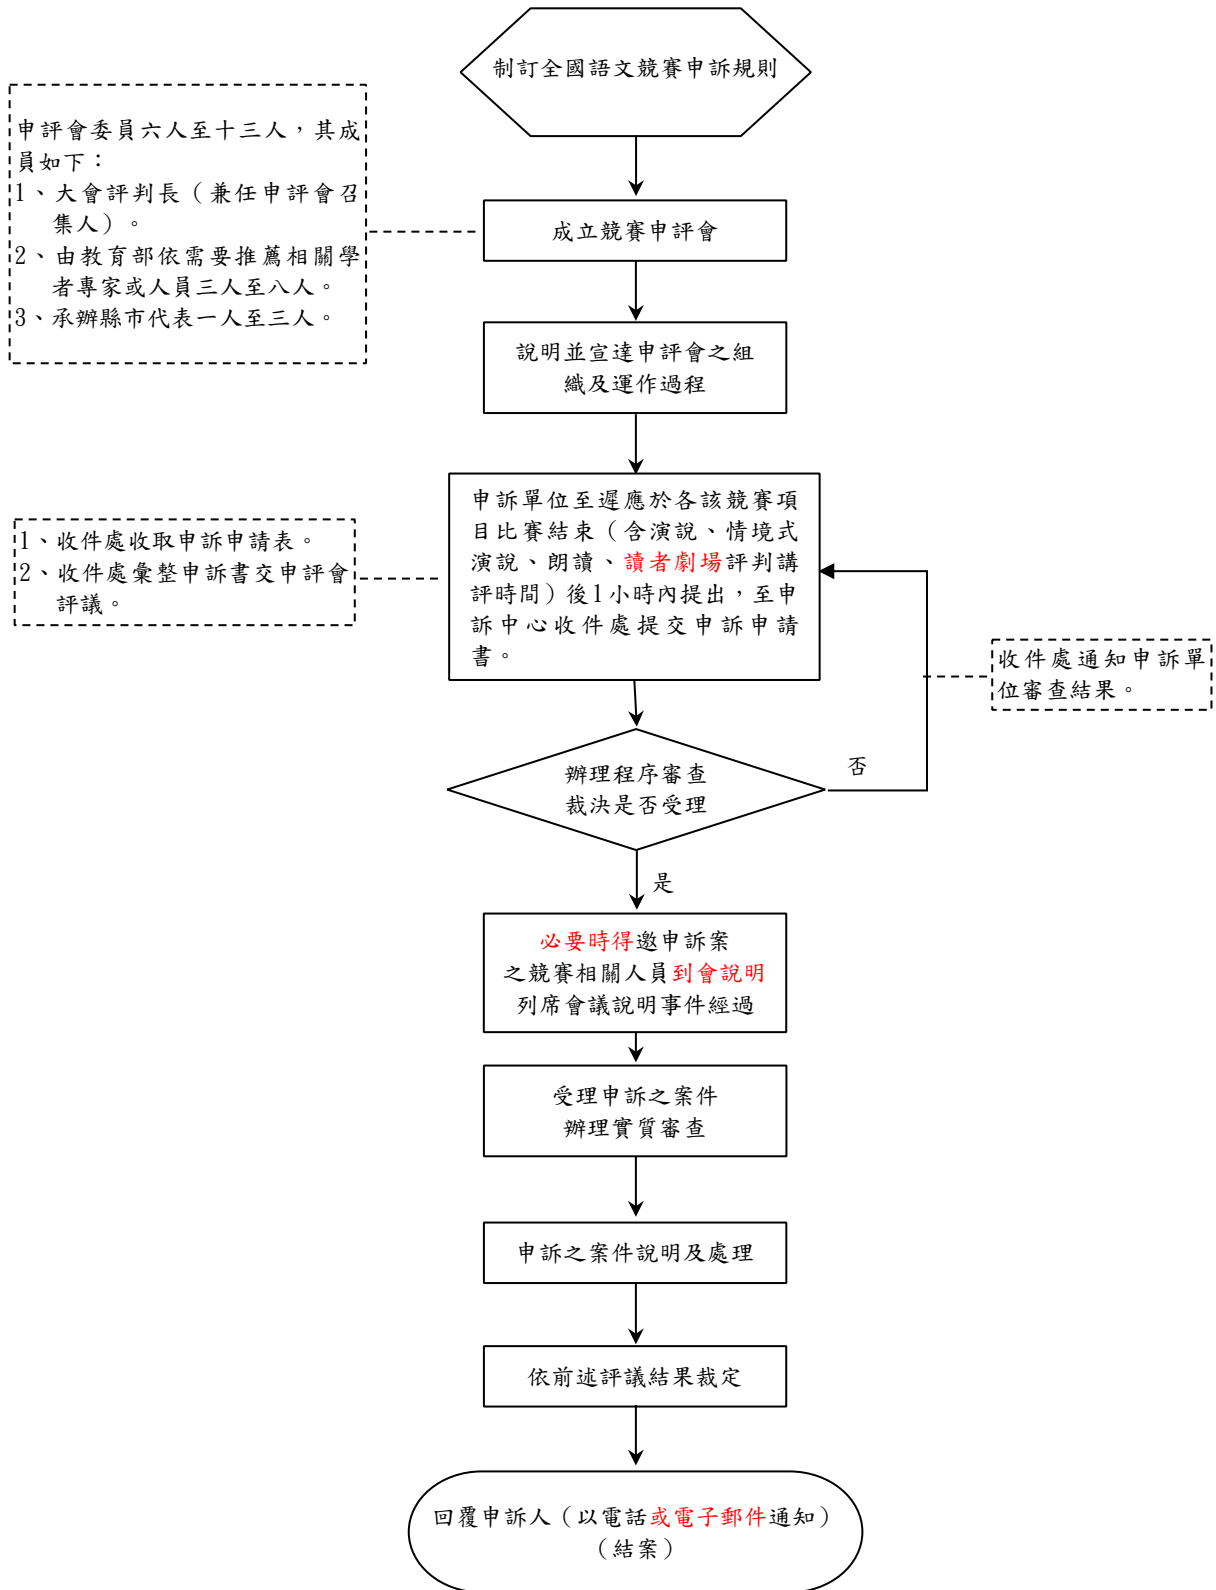 制訂全國語文競賽申訴規則
申評會委員六人至十三人，其成
員如下：
1、大會評判長（兼任申評會召
集人）。
2、由教育部依需要推薦相關學
者專家或人員三人至八人。
3、承辦縣市代表一人至三人。
成立競賽申評會
說明並宣達申評會之組
織及運作過程
申訴單位至遲應於各該競賽項
目比賽結束（含演說、情境式
演說、朗讀、讀者劇場評判講
評時間）後1小時內提出，至申
訴中心收件處提交申訴申請
書。
1、收件處收取申訴申請表。
2、收件處彙整申訴書交申評會
評議。
收件處通知申訴單
位審查結果。
辦理程序審查
裁決是否受理
否
是
必要時得邀申訴案
之競賽相關人員到會說明
列席會議說明事件經過
受理申訴之案件
辦理實質審查
申訴之案件說明及處理
依前述評議結果裁定
回覆申訴人（以電話或電子郵件通知）
（結案）